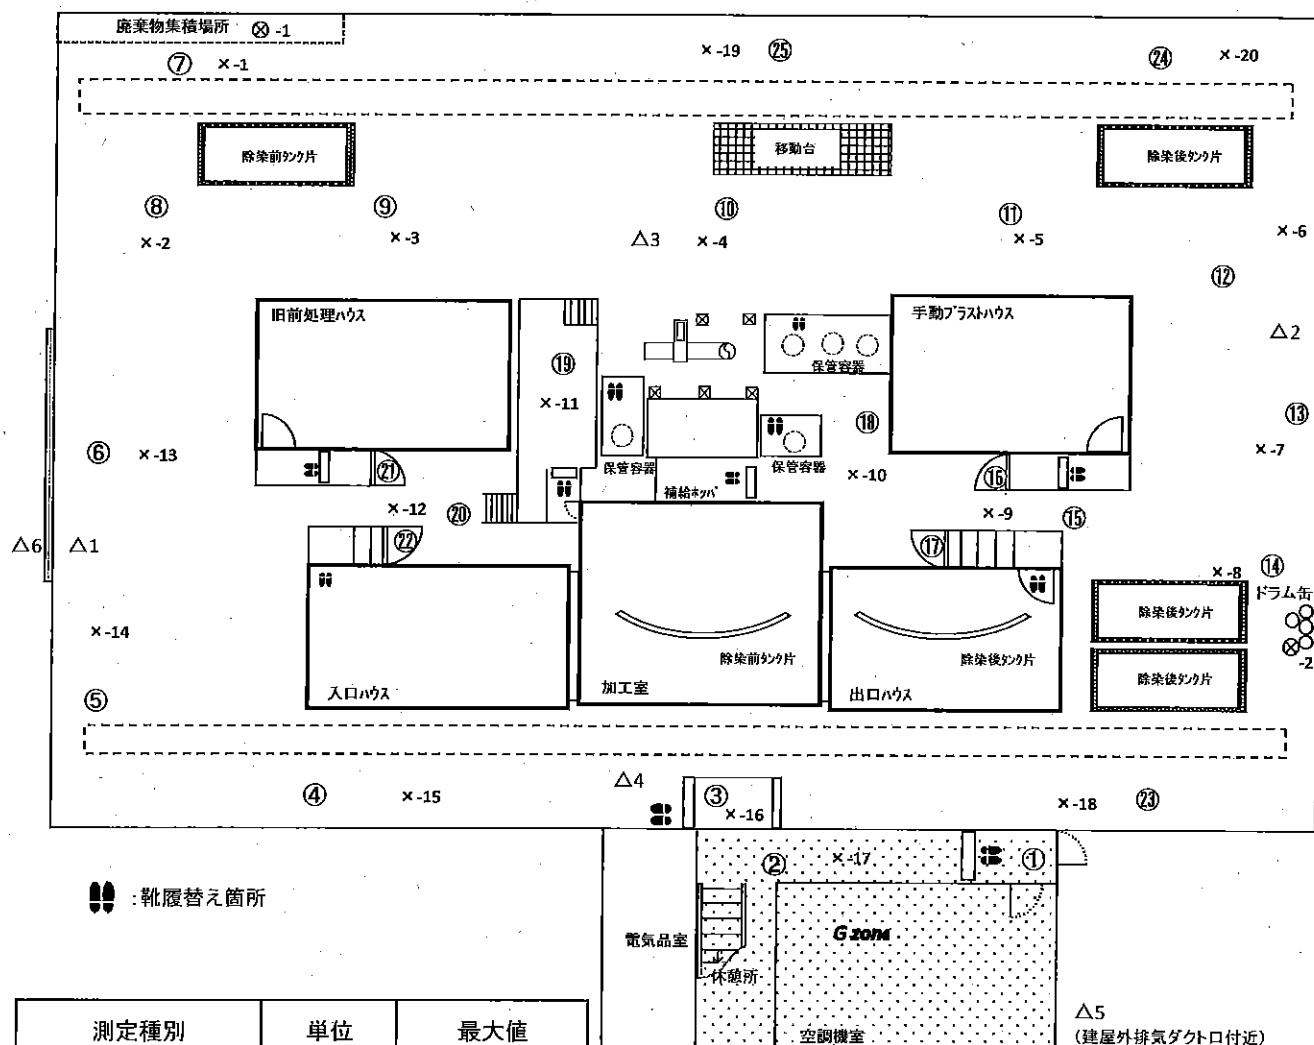 廃棄物集積場所 ⊗ -1
⑦ × -1
× -19 ㉕
㉔ × -20
除染前タンク片
移動台
除染後タンク片
⑧
⑨
⑩
⑪
× -2
× -3
△3 × -4
× -5
× -6
⑫
旧前処理ハウス
手動ブラストハウス
△2
保管容器
⑲
× -11
⑱
⑬
× -7
⑥ × -13
㉑
保管容器
保管容器
補給ホッパ
× -10
⑯
× -12 ⑳
× -9 ⑮
△6 △1
㉒
⑰
× -8 ⑭
ドラム缶
-2
除染後タンク片
× -14
除染前タンク片
除染後タンク片
除染後タンク片
入口ハウス
加工室
出口ハウス
⑤
④ × -15
△4
③ × -16
× -18 ㉓
② × -17 ①
:靴履替え箇所
電気品室
G zone
休憩所
空調機室
△5
(建屋外排気ダクト口付近)
測定種別 単位 最大値